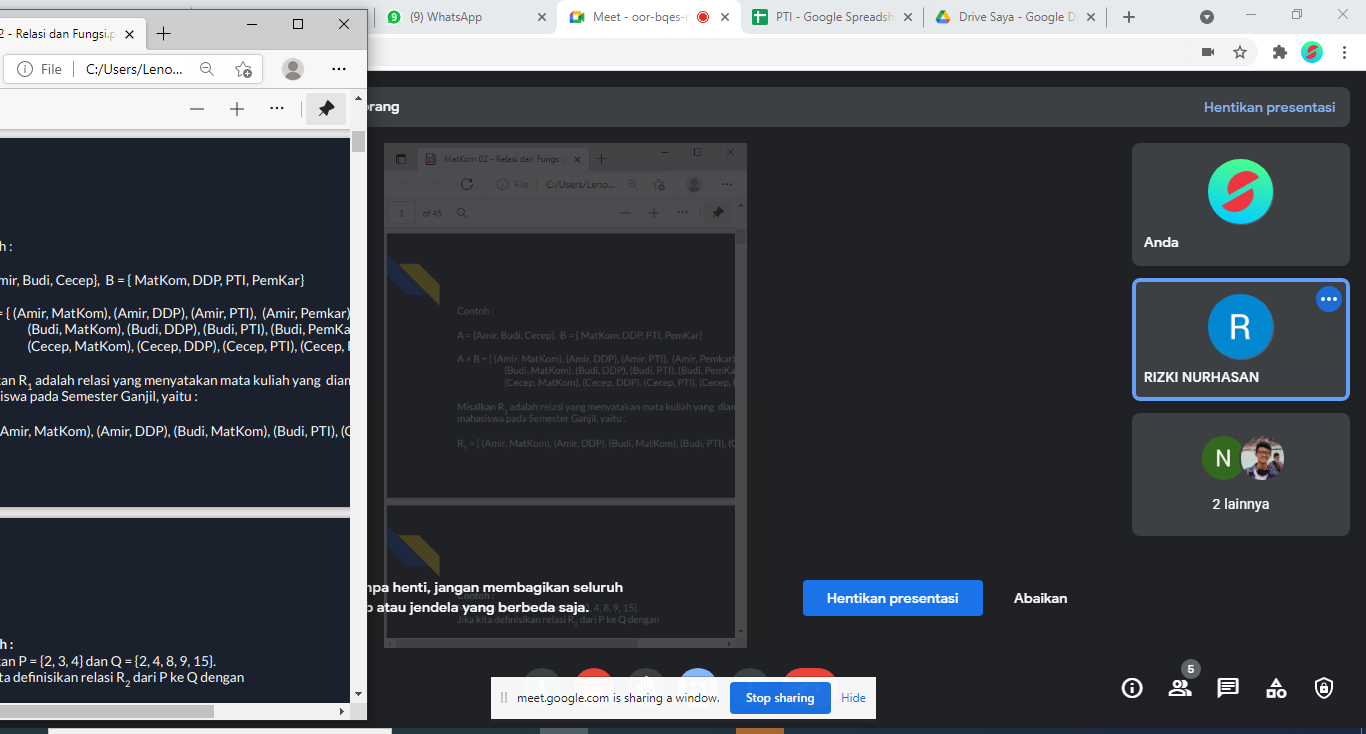 (9) WhatsApp
Meet - oor-bqes-
PTI - Google Spreadsh
Drive Saya - Google D
2 - Relasi dan Fungsi.p
File
C:/Users/Leno...
orang
Hentikan presentasi
h :
mir, Budi, Cecep}, B = { MatKom, DDP, PTI, PemKar}
= { (Amir, MatKom), (Amir, DDP), (Amir, PTI), (Amir, Pemkar)
(Budi, MatKom), (Budi, DDP), (Budi, PTI), (Budi, PemKa
(Cecep, MatKom), (Cecep, DDP), (Cecep, PTI), (Cecep,
kan R1 adalah relasi yang menyatakan mata kuliah yang diam
iswa pada Semester Ganjil, yaitu :
Amir, MatKom), (Amir, DDP), (Budi, MatKom), (Budi, PTI), (C
h :
kan P = {2, 3, 4} dan Q = {2, 4, 8, 9, 15}.
ta definisikan relasi R2 dari P ke Q dengan
MatKom 02 - Relasi dan Fungsi.
File
C:/Users/Leno...
3 of 45
Contoh :
A = {Amir, Budi, Cecep}, B = { MatKom, DDP, PTI, PemKar}
A × B = { (Amir, MatKom), (Amir, DDP), (Amir, PTI), (Amir, Pemkar)
(Budi, MatKom), (Budi, DDP), (Budi, PTI), (Budi, PemKa
(Cecep, MatKom), (Cecep, DDP), (Cecep, PTI), (Cecep,
Misalkan R1 adalah relasi yang menyatakan mata kuliah yang diam
mahasiswa pada Semester Ganjil, yaitu :
R1 = { (Amir, MatKom), (Amir, DDP), (Budi, MatKom), (Budi, PTI), (C
Contoh :
4, 8, 9, 15}.
Jika kita definisikan relasi R2 dari P ke Q dengan
npa henti, jangan membagikan seluruh
b atau jendela yang berbeda saja.
Hentikan presentasi
Abaikan
Anda
R
RIZKI NURHASAN
N
2 lainnya
meet.google.com is sharing a window.
Stop sharing
Hide
5